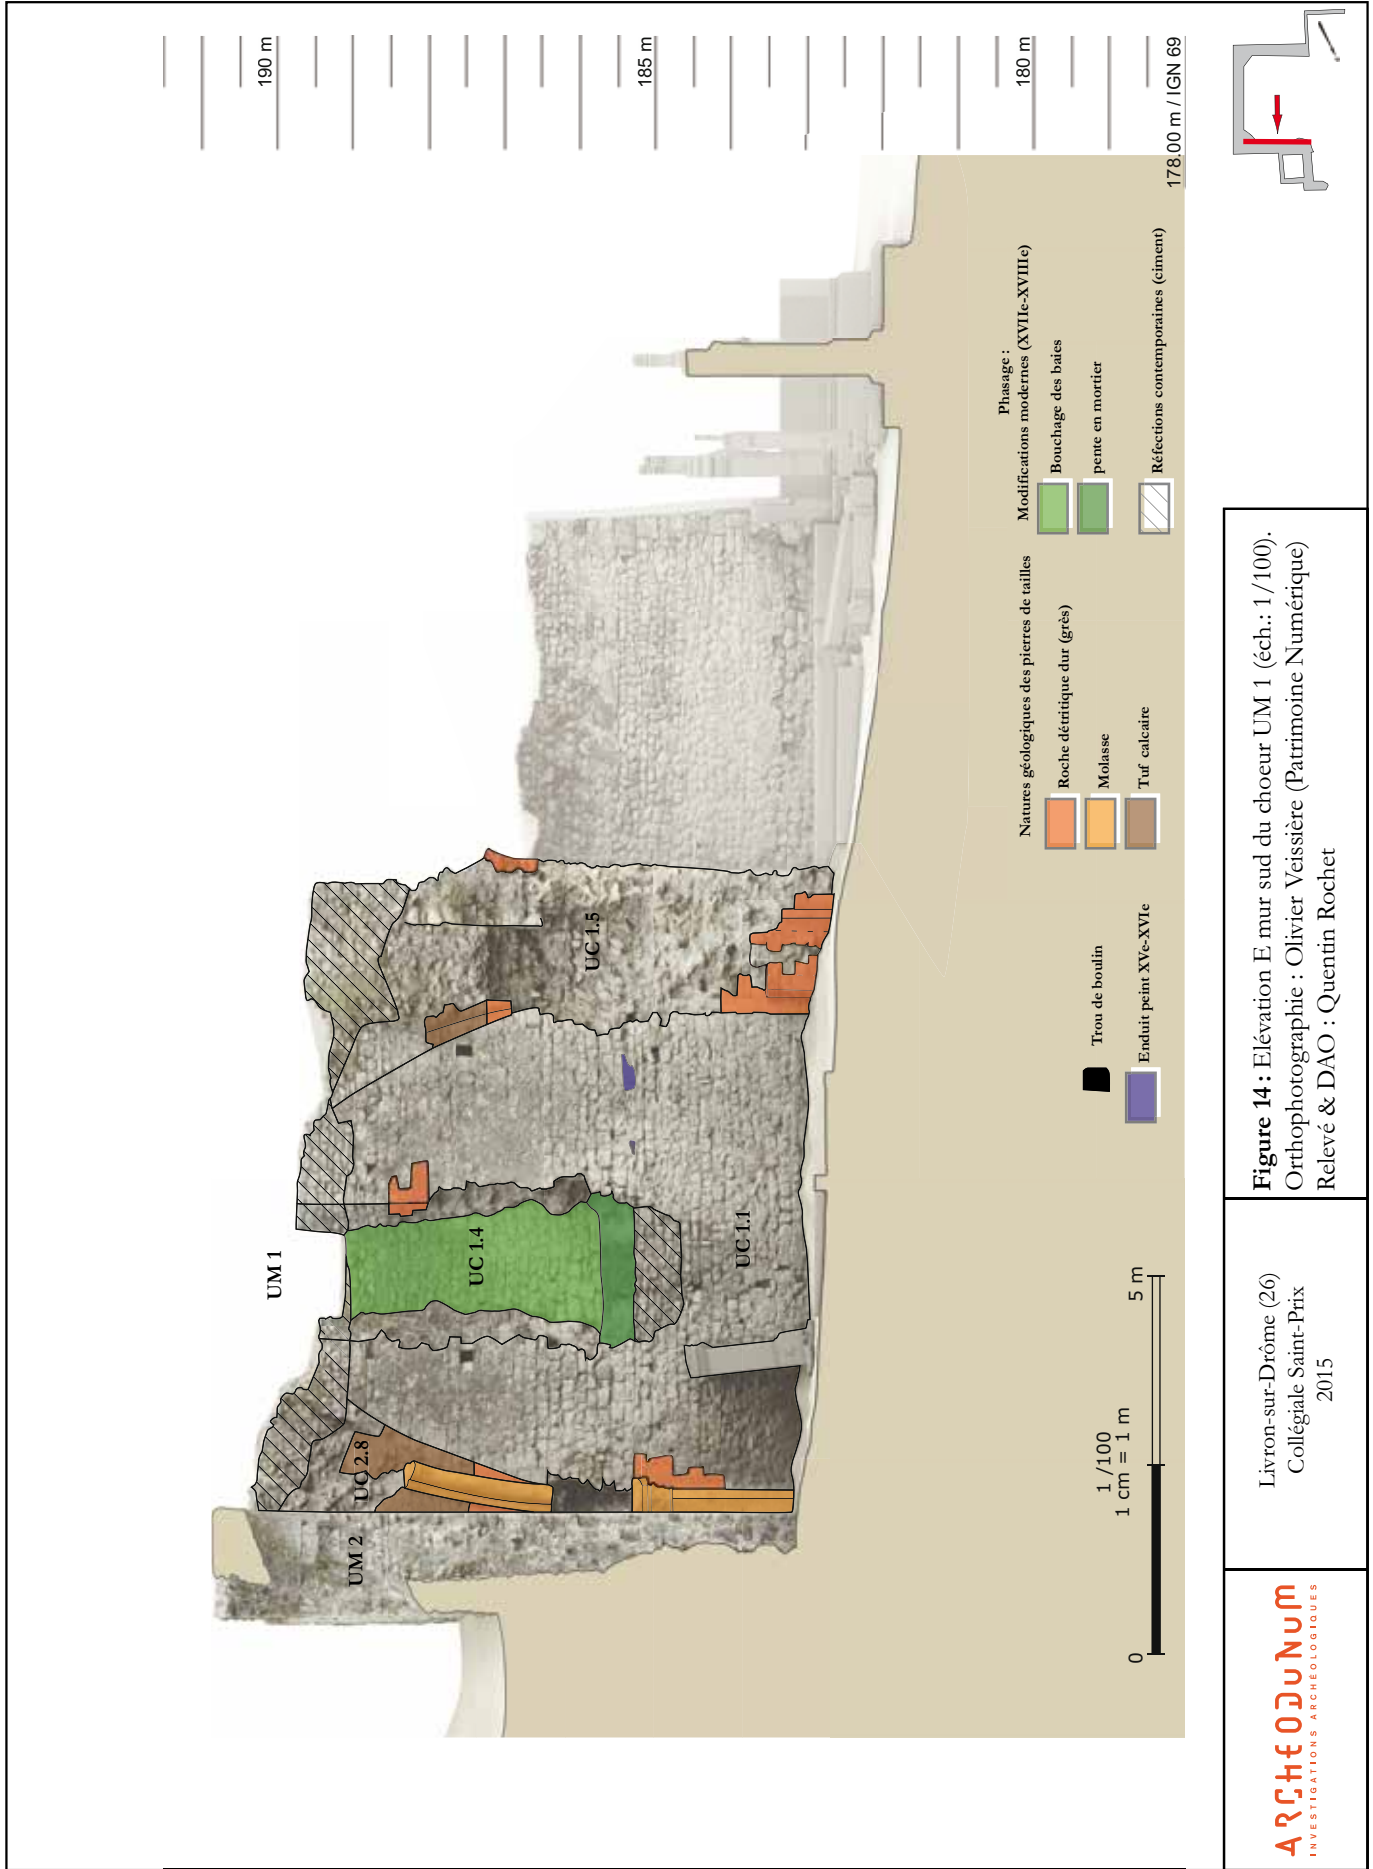 190 m
185 m
180 m
178.00 m / IGN 69
UM 1
UM 2
UC 2.8
UC 1.4
UC 1.5
UC 1.1
Trou de boulin
Enduit peint XVe-XVIe
Natures géologiques des pierres de tailles
Roche détritique dur (grès)
Molasse
Tuf calcaire
Phasage :
Modifications modernes (XVIIe-XVIIIe)
Bouchage des baies
pente en mortier
Réfections contemporaines (ciment)
1 /100
1 cm = 1 m
0
5 m
ARCHEODUNUM
INVESTIGATIONS ARCHÉOLOGIQUES
Livron-sur-Drôme (26)
Collégiale Saint-Prix
2015
Figure 14 : Elévation E mur sud du choeur UM 1 (éch.: 1/100).
Orthophotographie : Olivier Veissière (Patrimoine Numérique)
Relevé & DAO : Quentin Rochet